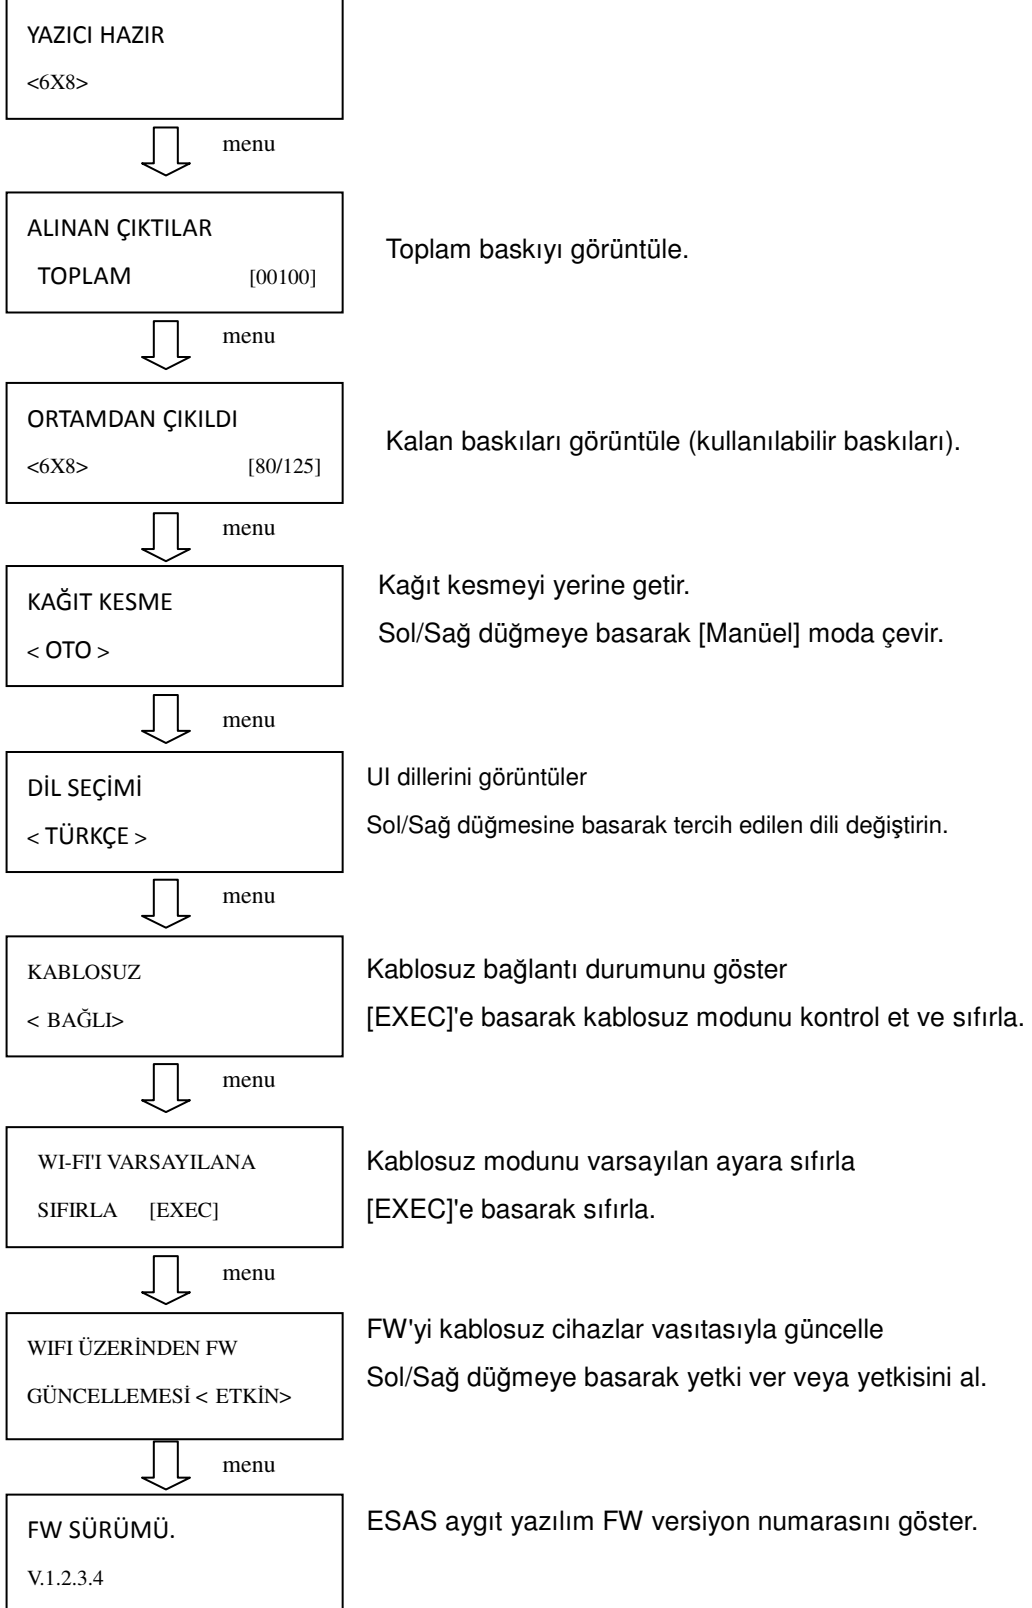 YAZICI HAZIR
<6X8>
menu
ALINAN ÇIKTILAR
TOPLAM [00100]
Toplam baskıyı görüntüle.
menu
ORTAMDAN ÇIKILDI
<6X8> [80/125]
Kalan baskıları görüntüle (kullanılabilir baskıları).
menu
KAĞIT KESME
< OTO >
Kağıt kesmeyi yerine getir.
Sol/Sağ düğmeye basarak [Manüel] moda çevir.
menu
DİL SEÇİMİ
< TÜRKÇE >
UI dillerini görüntüler
Sol/Sağ düğmesine basarak tercih edilen dili değiştirin.
menu
KABLOSUZ
< BAĞLI>
Kablosuz bağlantı durumunu göster
[EXEC]'e basarak kablosuz modunu kontrol et ve sıfırla.
menu
WI-FI'I VARSAYILANA
SIFIRLA [EXEC]
Kablosuz modunu varsayılan ayara sıfırla
[EXEC]'e basarak sıfırla.
menu
WIFI ÜZERİNDEN FW
GÜNCELLEMESİ < ETKİN>
FW'yi kablosuz cihazlar vasıtasıyla güncelle
Sol/Sağ düğmeye basarak yetki ver veya yetkisini al.
menu
FW SÜRÜMÜ.
V.1.2.3.4
ESAS aygıt yazılım FW versiyon numarasını göster.